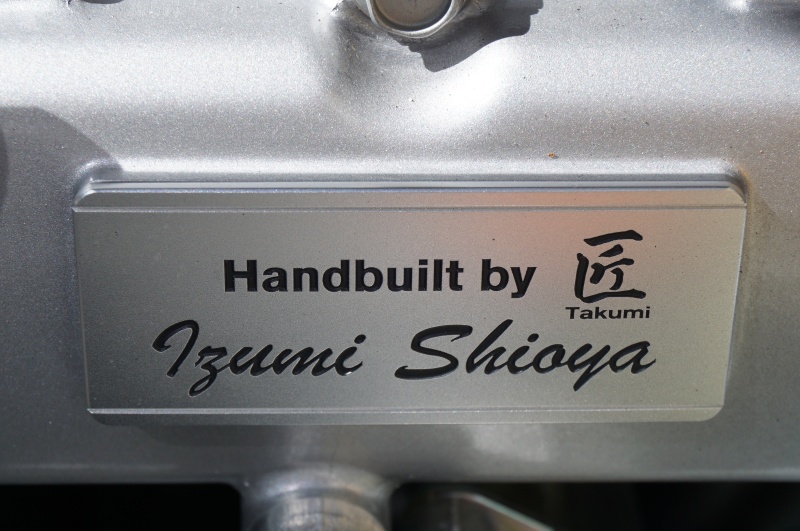 Handbuilt by 匠
Takumi
Izumi Shioya